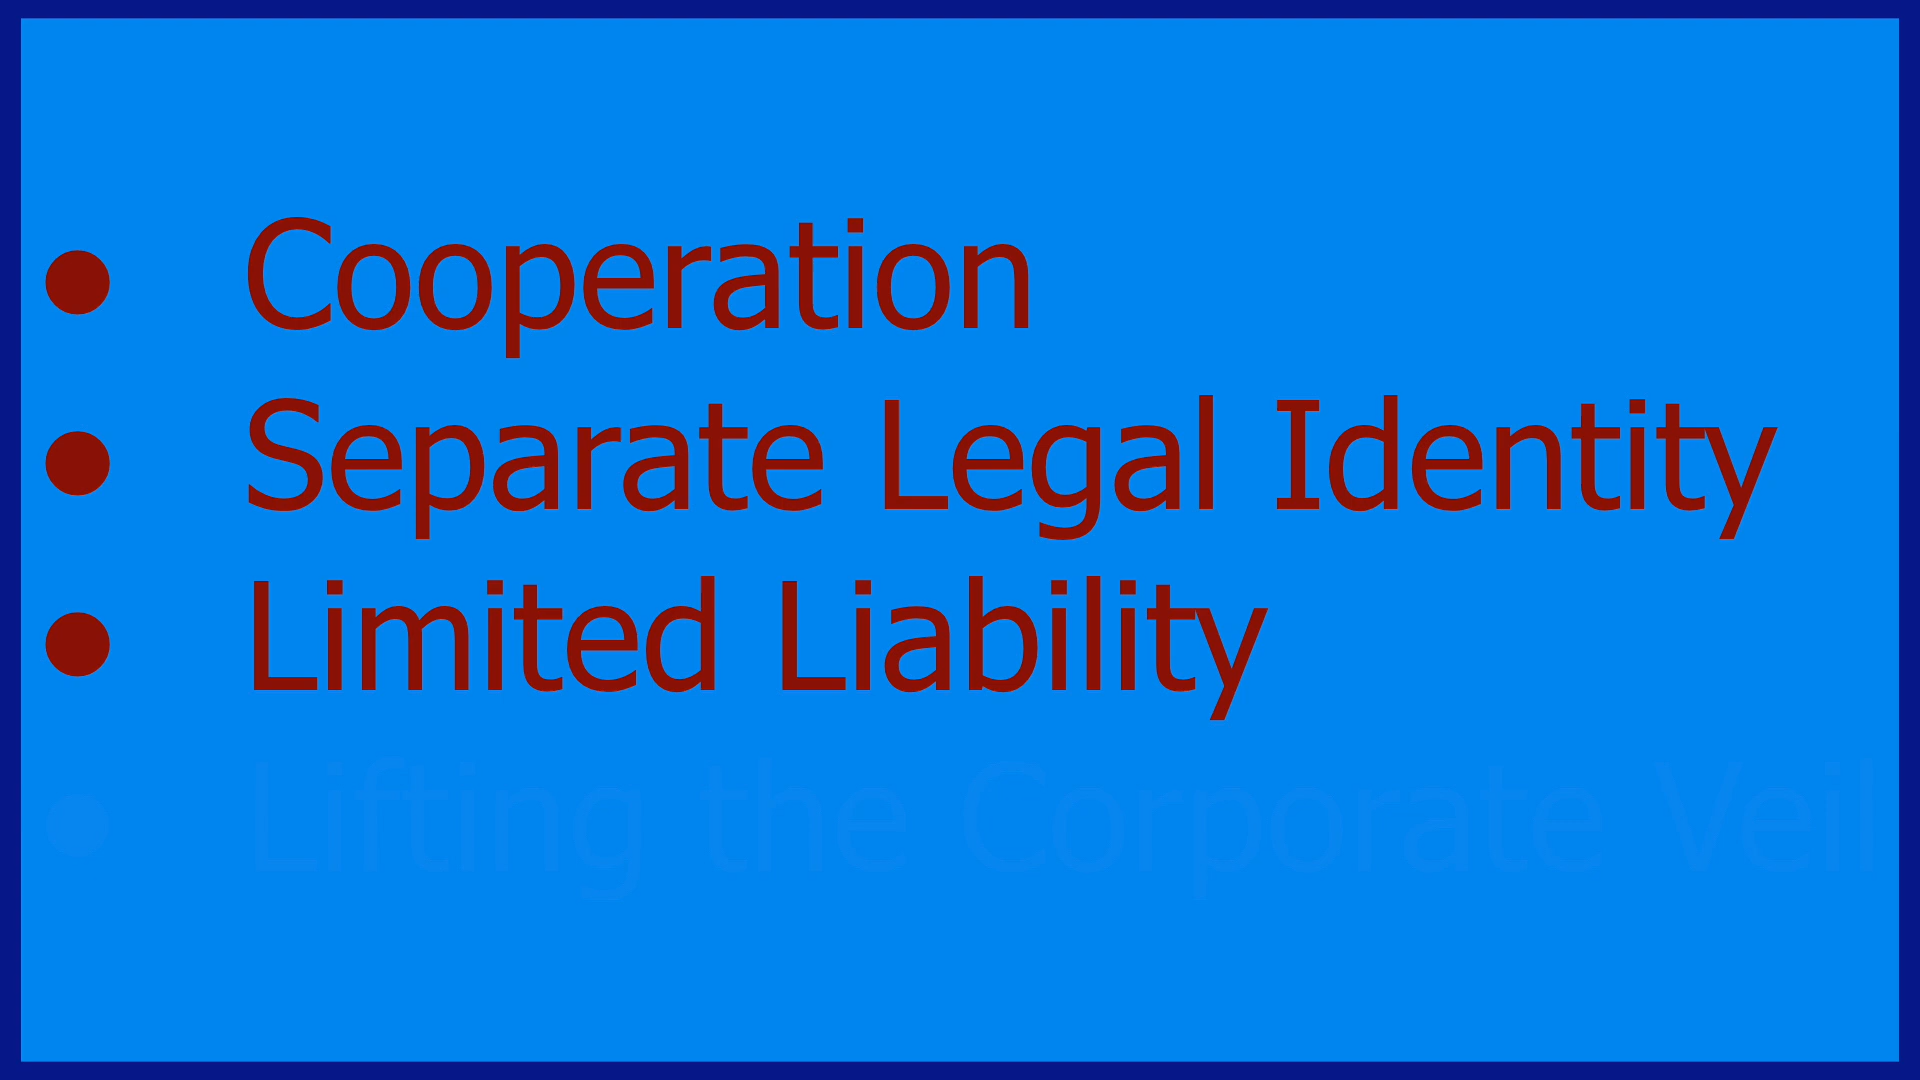 • Cooperation
• Separate Legal Identity
• Limited Liability
• Lifting the Corporate Veil